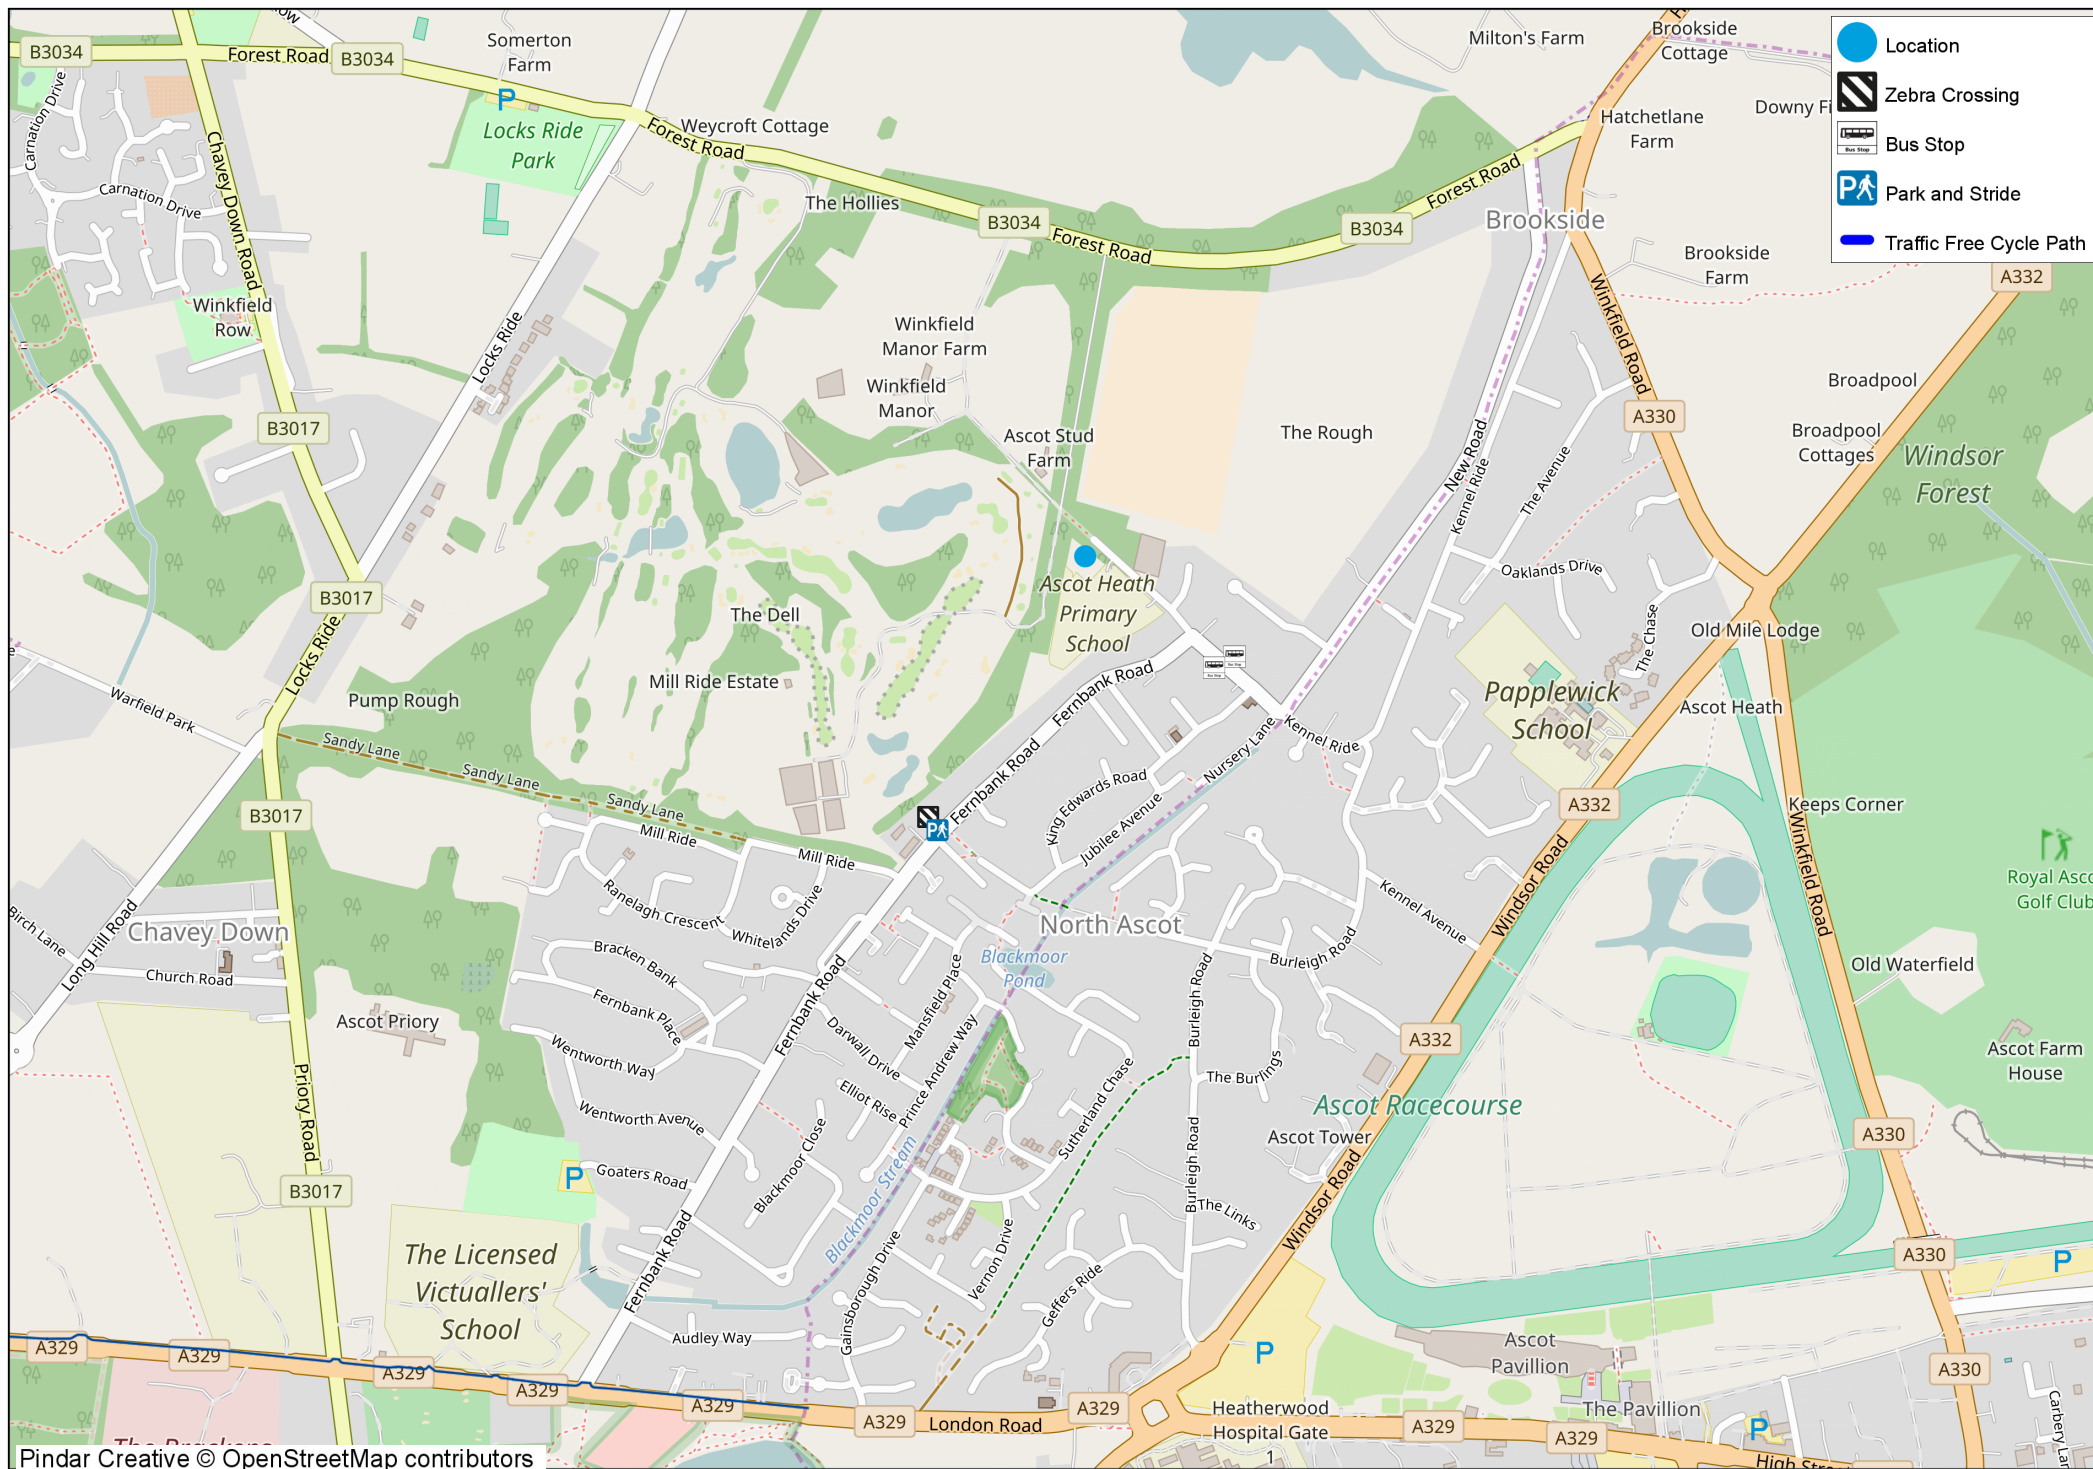 Location
Zebra Crossing
Bus Stop
Park and Stride
Traffic Free Cycle Path
Bus Stop
B3034
Forest Road
B3034
Somerton
Farm
P
Locks Ride
Park
Weycroft Cottage
Forest Road
The Hollies
B3034
Forest Road
B3034
Forest Road
Milton's Farm
Brookside
Cottage
Downy Fi
Hatchetlane
Farm
Brookside
Brookside
Farm
A332
Carnation Drive
Carnation Drive
Chavey Down Road
Winkfield
Row
Locks Ride
B3017
Winkfield
Manor Farm
Winkfield
Manor
Ascot Stud
Farm
The Rough
New Road
Kennel Ride
The Avenue
Winkfield Road
A330
Broadpool
Broadpool
Cottages
Windsor
Forest
B3017
Locks Ride
The Dell
Ascot Heath
Primary
School
Oaklands Drive
The Chase
Old Mile Lodge
Warfield Park
Pump Rough
Mill Ride Estate
Fernbank Road
Bus Stop
Bus Stop
Papplewick
School
Ascot Heath
Sandy Lane
Sandy Lane
Sandy Lane
Kennel Ride
Nursery Lane
B3017
Mill Ride
Mill Ride
P
Fernbank Road
King Edwards Road
Jubilee Avenue
A332
Keeps Corner
Winkfield Road
Windsor Road
Royal Asco
Golf Club
Birch Lane
Long Hill Road
Chavey Down
Church Road
Ranelagh Crescent
Whitelands Drive
North Ascot
Kennel Avenue
Burleigh Road
Blackmoor
Pond
Bracken Bank
Fernbank Place
Fernbank Road
Mansfield Place
Burleigh Road
Old Waterfield
Ascot Priory
Wentworth Way
Darwall Drive
Prince Andrew Way
A332
Ascot Farm
House
The Burlings
Priory Road
Wentworth Avenue
Elliot Rise
Sutherland Chase
Ascot Racecourse
Ascot Tower
A330
P
Goaters Road
Blackmoor Close
Blackmoor Stream
Burleigh Road
The Links
Windsor Road
B3017
The Licensed
Victuallers'
School
Fernbank Road
Gainsborough Drive
Vernon Drive
Geffers Ride
A330
P
A329
A329
A329
A329
A329
Audley Way
A329
London Road
A329
P
Ascot
Pavillion
The Pavillion
Heatherwood
Hospital Gate
1
A329
A329
P
A330
High Stre
Carbery La
Pindar Creative © OpenStreetMap contributors